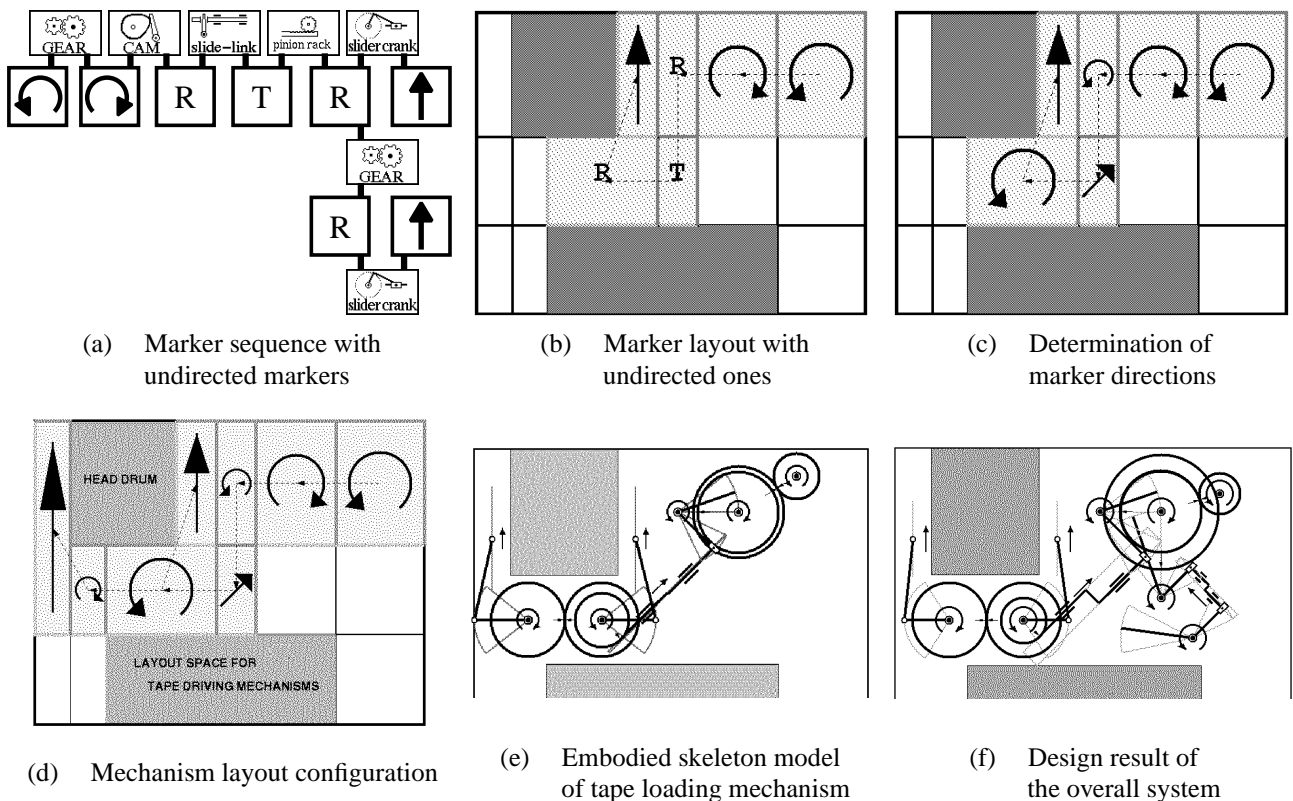 GEAR
CAM
slide-link
pinion rack
slider crank
R
T
R
GEAR
R
slider crank
(a) Marker sequence with
undirected markers
R
R
T
(b) Marker layout with
undirected ones
(c) Determination of
marker directions
HEAD DRUM
LAYOUT SPACE FOR
TAPE DRIVING MECHANISMS
(d) Mechanism layout configuration
(e) Embodied skeleton model
of tape loading mechanism
(f) Design result of
the overall system